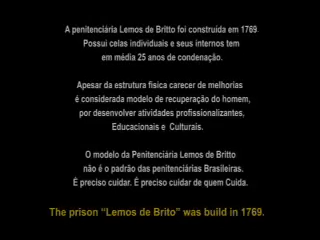 A penitenciária Lemos de Britto foi construída em 1769.
Possui celas individuais e seus internos tem
em média 25 anos de condenação.
Apesar da estrutura fisica carecer de melhorias
é considerada modelo de recuperação do homem,
por desenvolver atividades profissionalizantes,
Educacionais e Culturais.
O modelo da Penitenciária Lemos de Britto
não é o padrão das penitenciárias Brasileiras.
É preciso cuidar. É preciso cuidar de quem Cuida.
The prison “Lemos de Brito” was build in 1769.